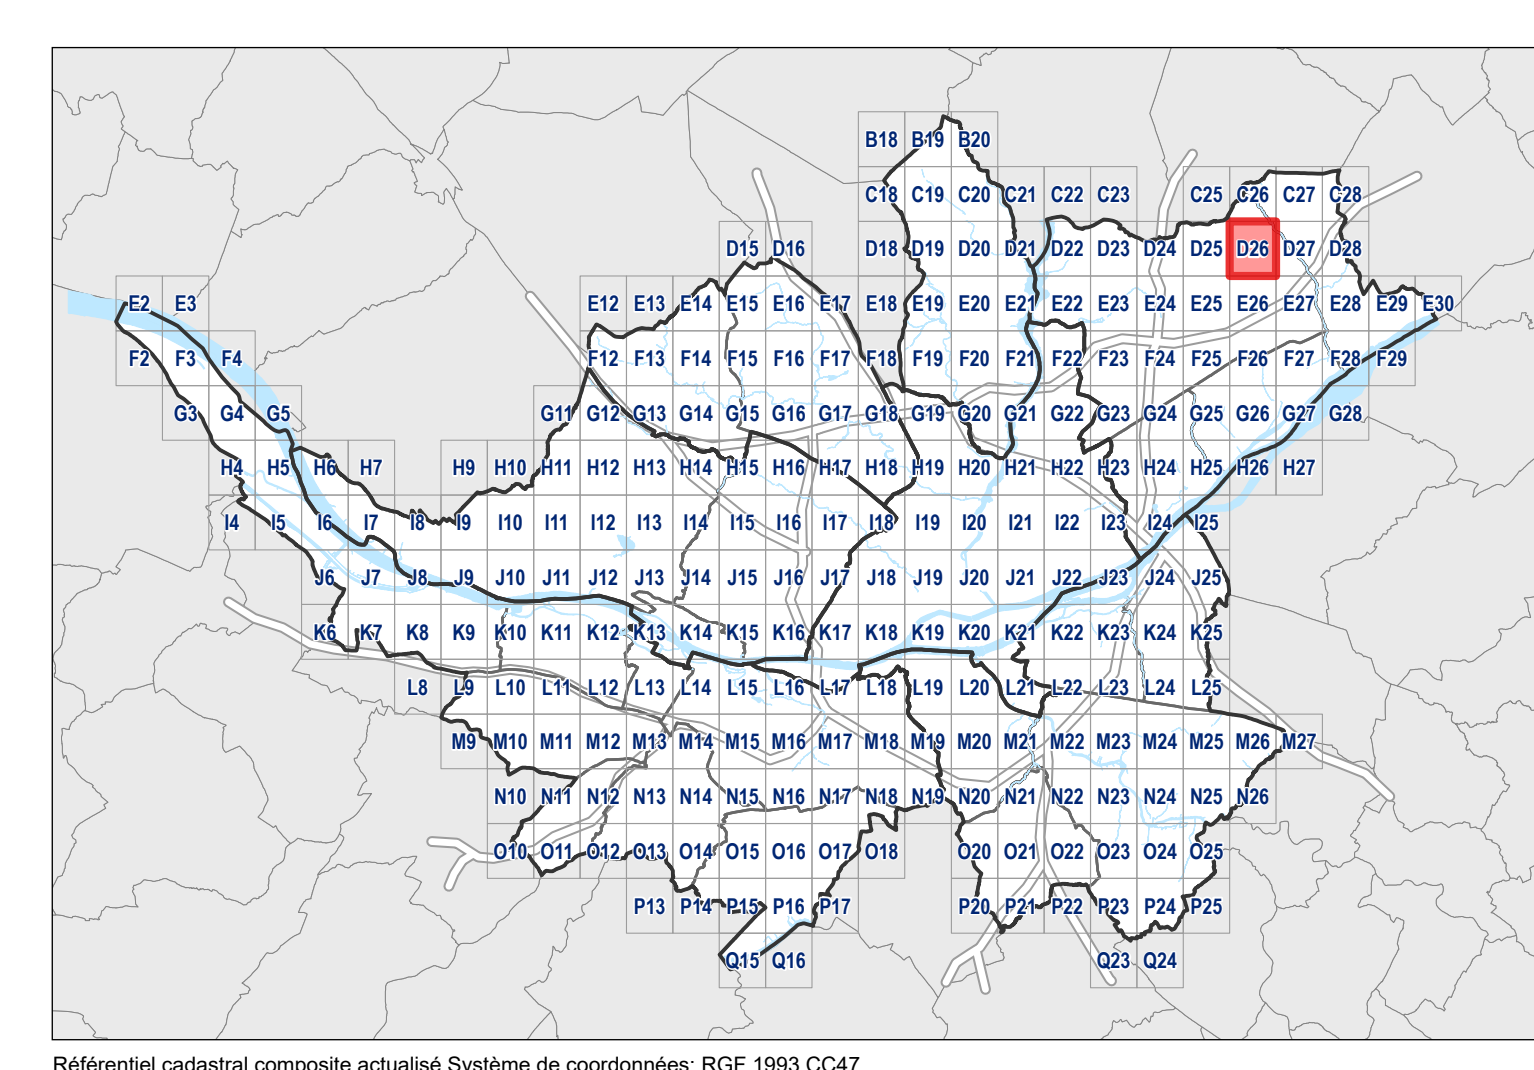 B18 B19 B20
C18 C19 C20 C21 C22 C23 C25 C26 C27 C28
D15 D16 D18 D19 D20 D21 D22 D23 D24 D25 D26 D27 D28
E2 E3 E12 E13 E14 E15 E16 E17 E18 E19 E20 E21 E22 E23 E24 E25 E26 E27 E28 E29 E30
F2 F3 F4 F12 F13 F14 F15 F16 F17 F18 F19 F20 F21 F22 F23 F24 F25 F26 F27 F28 F29
G3 G4 G5 G11 G12 G13 G14 G15 G16 G17 G18 G19 G20 G21 G22 G23 G24 G25 G26 G27 G28
H4 H5 H6 H7 H9 H10 H11 H12 H13 H14 H15 H16 H17 H18 H19 H20 H21 H22 H23 H24 H25 H26 H27
I4 I5 I6 I7 I8 I9 I10 I11 I12 I13 I14 I15 I16 I17 I18 I19 I20 I21 I22 I23 I24 I25
J6 J7 J8 J9 J10 J11 J12 J13 J14 J15 J16 J17 J18 J19 J20 J21 J22 J23 J24 J25
K6 K7 K8 K9 K10 K11 K12 K13 K14 K15 K16 K17 K18 K19 K20 K21 K22 K23 K24 K25
L8 L9 L10 L11 L12 L13 L14 L15 L16 L17 L18 L19 L20 L21 L22 L23 L24 L25
M9 M10 M11 M12 M13 M14 M15 M16 M17 M18 M19 M20 M21 M22 M23 M24 M25 M26 M27
N10 N11 N12 N13 N14 N15 N16 N17 N18 N19 N20 N21 N22 N23 N24 N25 N26
O10 O11 O12 O13 O14 O15 O16 O17 O18 O20 O21 O22 O23 O24 O25
P13 P14 P15 P16 P17 P20 P21 P22 P23 P24 P25
Q15 Q16 Q23 Q24
Référentiel cadastral composite actualisé Système de coordonnées: RGF 1993 CC47